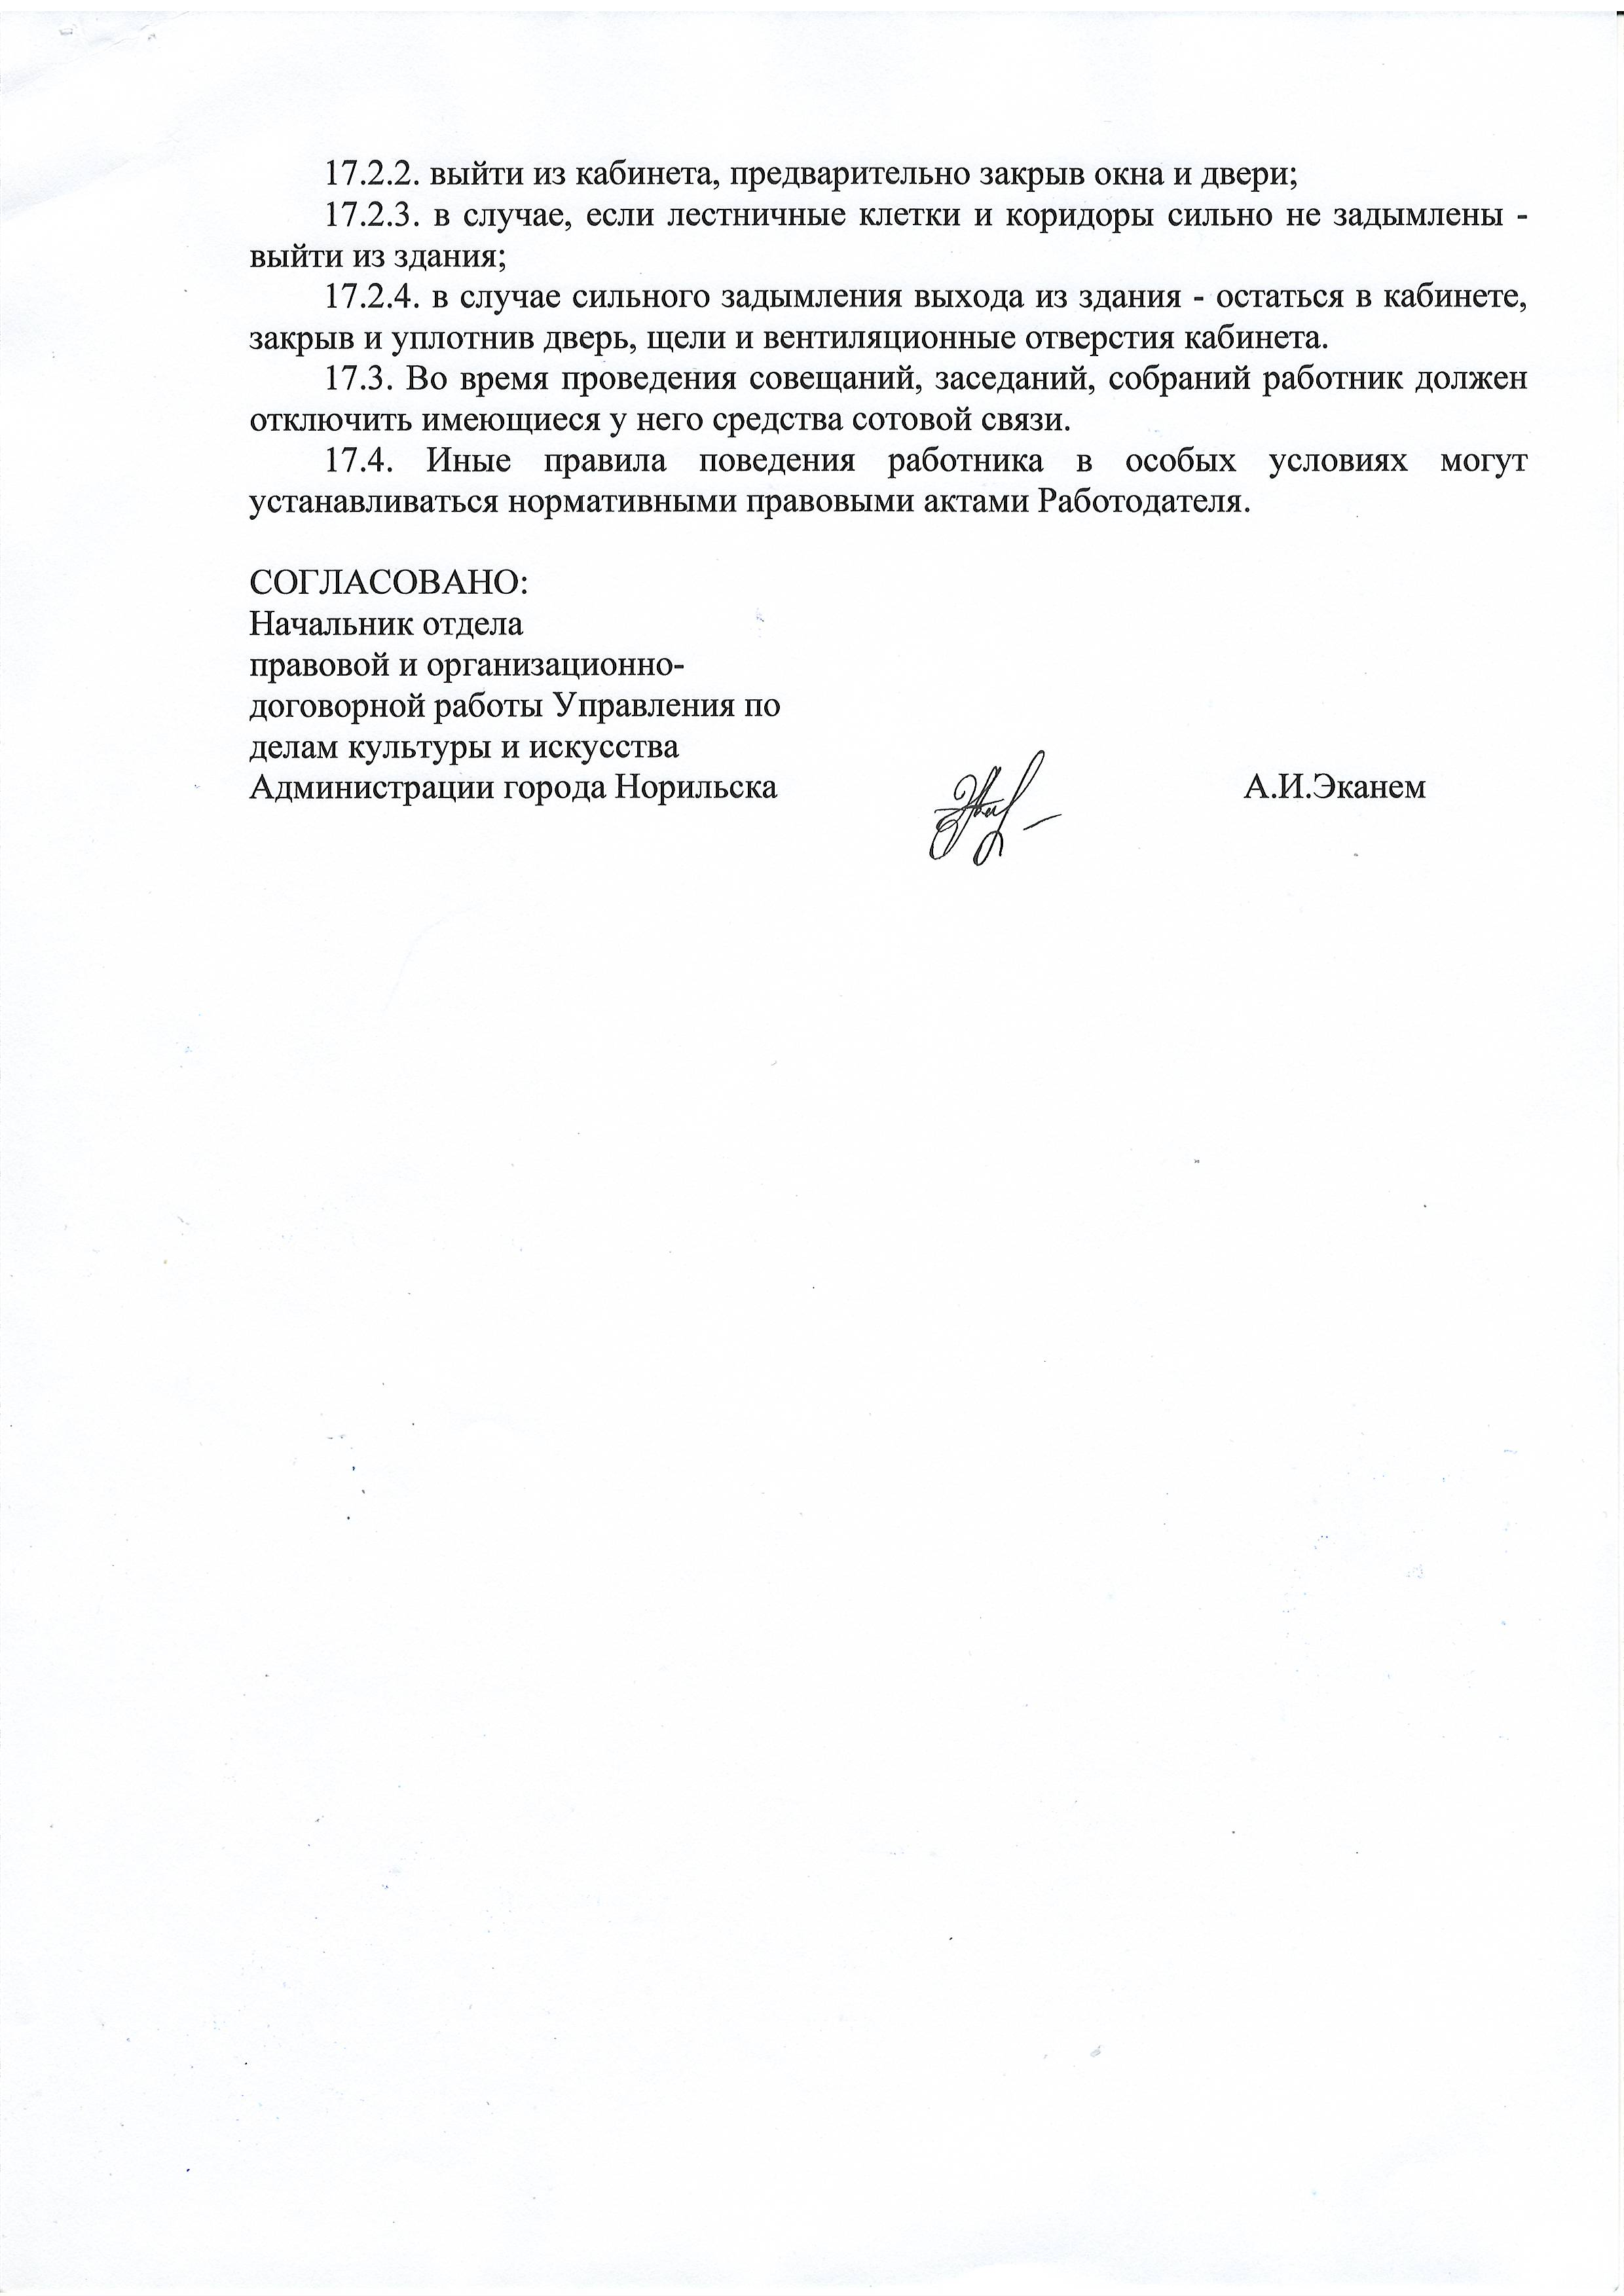 17.2.2. выйти из кабинета, предварительно закрыв окна и двери;
17.2.3. в случае, если лестничные клетки и коридоры сильно не задымлены -
выйти из здания;
17.2.4. в случае сильного задымления выхода из здания - остаться в кабинете,
закрыв и уплотнив дверь, щели и вентиляционные отверстия кабинета.
17.3. Во время проведения совещаний, заседаний, собраний работник должен
отключить имеющиеся у него средства сотовой связи.
17.4. Иные правила поведения работника в особых условиях могут
устанавливаться нормативными правовыми актами Работодателя.
СОГЛАСОВАНО:
Начальник отдела
правовой и организационно-
договорной работы Управления по
делам культуры и искусства
Администрации города Норильска А.И.Эканем